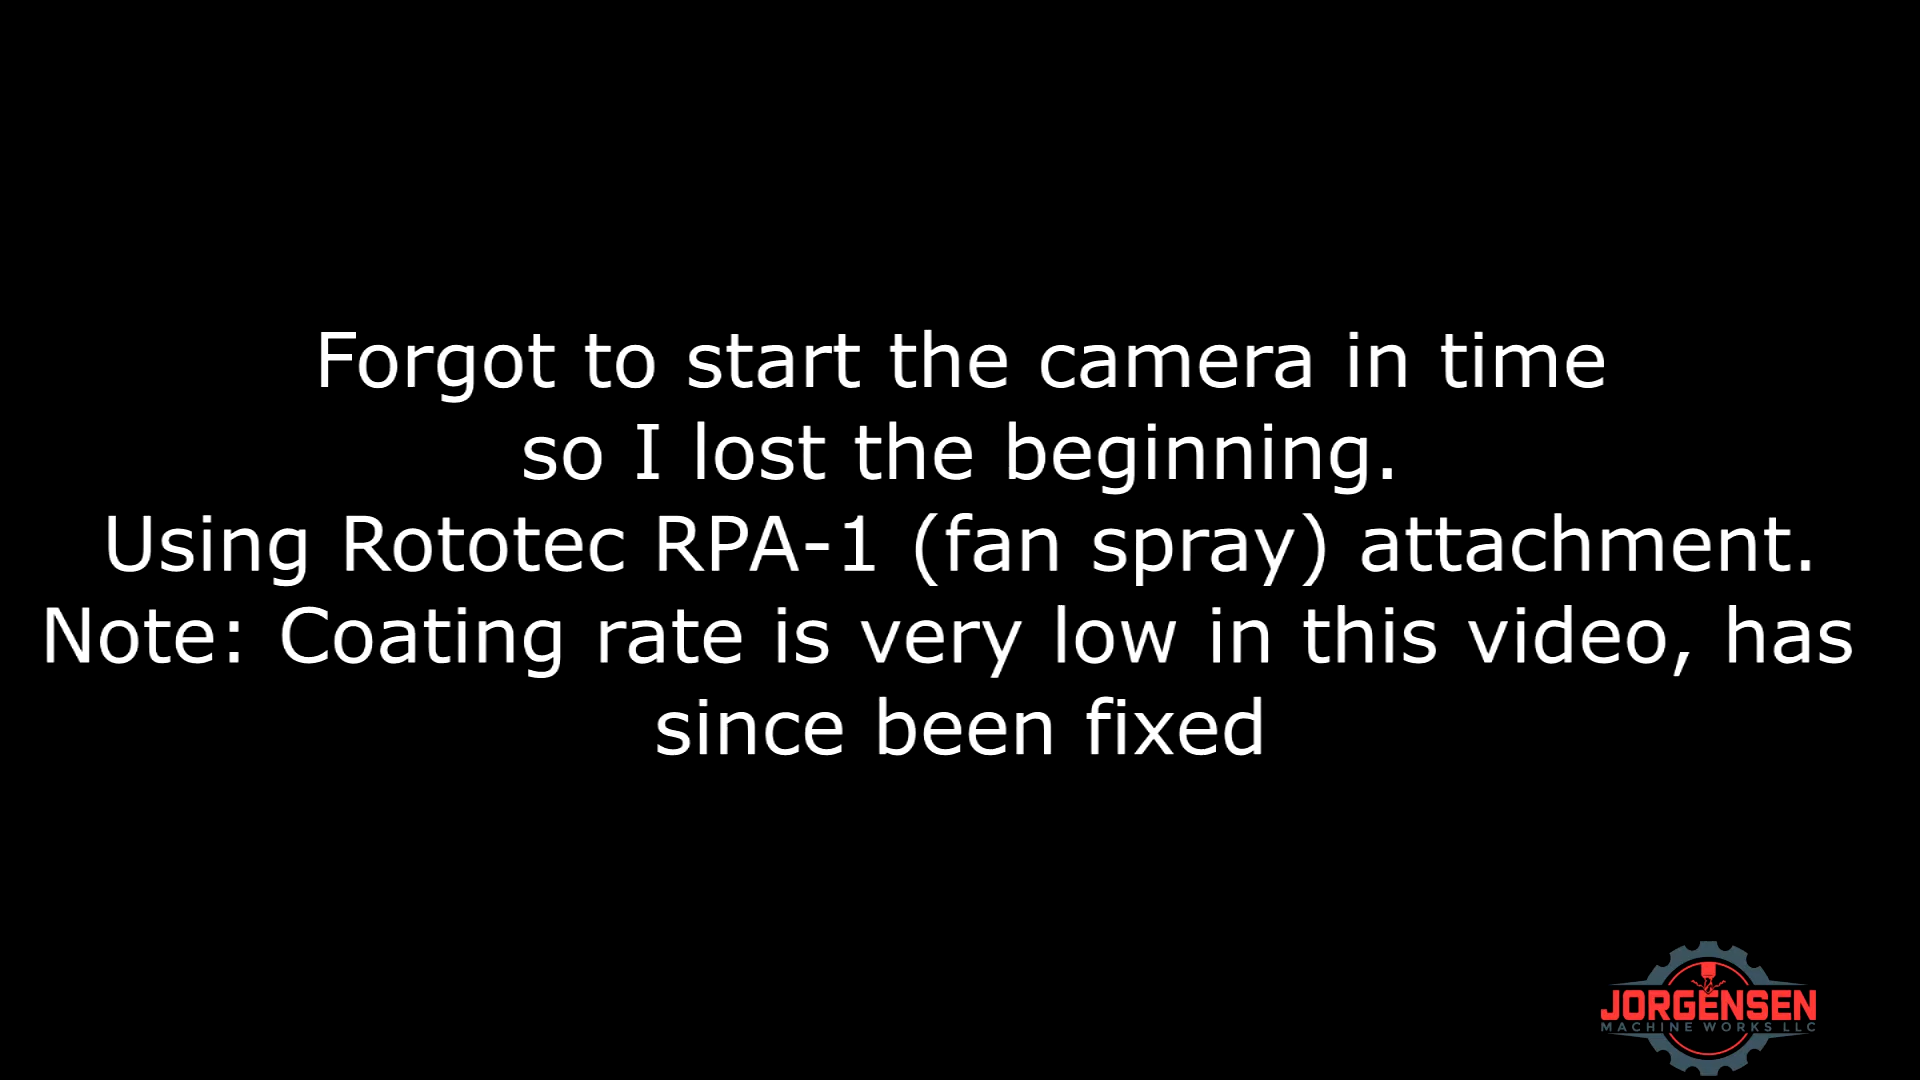 Forgot to start the camera in time
so I lost the beginning.
Using Rototec RPA-1 (fan spray) attachment.
Note: Coating rate is very low in this video, has
since been fixed
JORGENSEN
MACHINE WORKS LLC